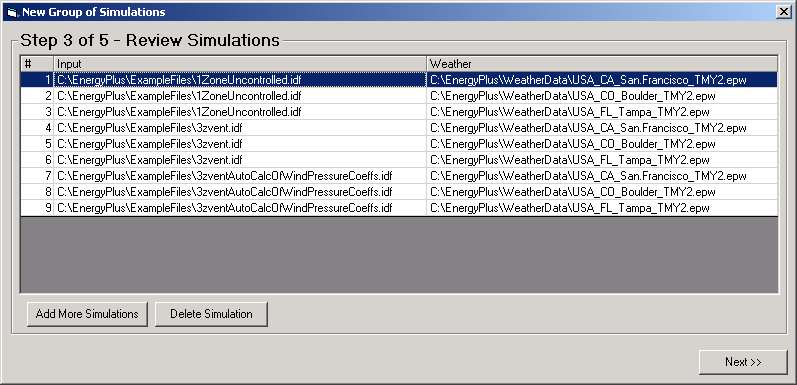 New Group of Simulations
Step 3 of 5 - Review Simulations
# Input Weather
1 C:\EnergyPlus\ExampleFiles\1ZoneUncontrolled.idf C:\EnergyPlus\WeatherData\USA_CA_San.Francisco_TMY2.epw
2 C:\EnergyPlus\ExampleFiles\1ZoneUncontrolled.idf C:\EnergyPlus\WeatherData\USA_CO_Boulder_TMY2.epw
3 C:\EnergyPlus\ExampleFiles\1ZoneUncontrolled.idf C:\EnergyPlus\WeatherData\USA_FL_Tampa_TMY2.epw
4 C:\EnergyPlus\ExampleFiles\3zvent.idf C:\EnergyPlus\WeatherData\USA_CA_San.Francisco_TMY2.epw
5 C:\EnergyPlus\ExampleFiles\3zvent.idf C:\EnergyPlus\WeatherData\USA_CO_Boulder_TMY2.epw
6 C:\EnergyPlus\ExampleFiles\3zvent.idf C:\EnergyPlus\WeatherData\USA_FL_Tampa_TMY2.epw
7 C:\EnergyPlus\ExampleFiles\3zventAutoCalcOfWindPressureCoeffs.idf C:\EnergyPlus\WeatherData\USA_CA_San.Francisco_TMY2.epw
8 C:\EnergyPlus\ExampleFiles\3zventAutoCalcOfWindPressureCoeffs.idf C:\EnergyPlus\WeatherData\USA_CO_Boulder_TMY2.epw
9 C:\EnergyPlus\ExampleFiles\3zventAutoCalcOfWindPressureCoeffs.idf C:\EnergyPlus\WeatherData\USA_FL_Tampa_TMY2.epw
Add More Simulations Delete Simulation
Next >>